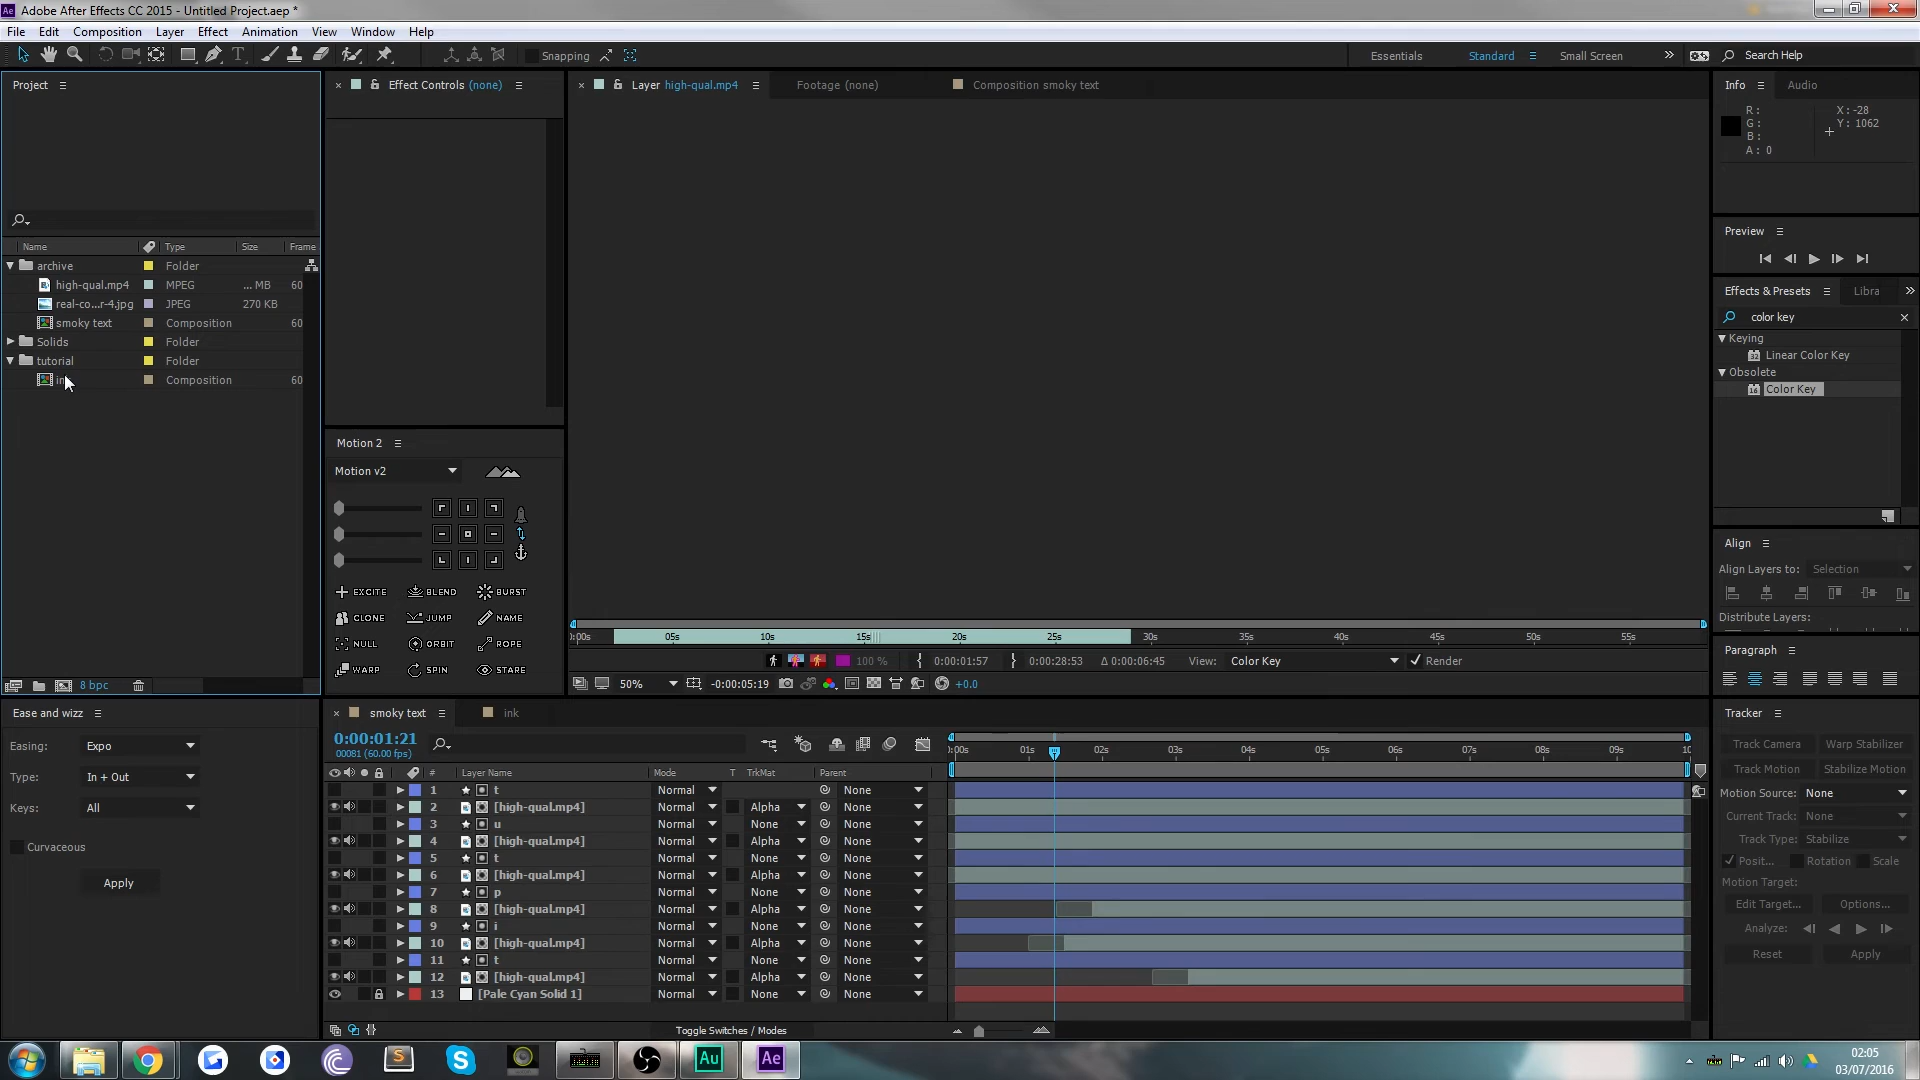 Adobe After Effects CC 2015 - Untitled Project.aep *
File Edit Composition Layer Effect Animation View Window Help
Snapping
Essentials Standard Small Screen » Search Help
Project
Effect Controls (none)
Layer high-qual.mp4 Footage (none) Composition smoky text
Info Audio
R :
G :
B :
A : 0
X : -28
Y : 1062
Name Type Size Frame
archive Folder
high-qual.mp4 MPEG ... MB 60
real-co...r-4.jpg JPEG 270 KB
smoky text Composition 60
Solids Folder
tutorial Folder
Composition 60
8 bpc
Motion 2
Motion v2
EXCITE BLEND BURST
CLONE JUMP NAME
NULL ORBIT ROPE
WARP SPIN STARE
:00s 05s 10s 15s 20s 25s 30s 35s 40s 45s 50s 55s
100 % 0:00:01:57 0:00:28:53 Δ 0:00:06:45 View: Color Key Render
50% -0:00:05:19 +0.0
Preview
Effects & Presets Libra »
color key
Keying
Linear Color Key
Obsolete
Color Key
Align
Align Layers to: Selection
Distribute Layers:
Paragraph
Ease and wizz
Easing: Expo
Type: In + Out
Keys: All
Curvaceous
Apply
smoky text ink
0:00:01:21
00081 (60.00 fps)
:00s 01s 02s 03s 04s 05s 06s 07s 08s 09s 10
# Layer Name Mode T TrkMat Parent
1 t Normal None
2 [high-qual.mp4] Normal Alpha None
3 u Normal None None
4 [high-qual.mp4] Normal Alpha None
5 t Normal None None
6 [high-qual.mp4] Normal Alpha None
7 p Normal None None
8 [high-qual.mp4] Normal Alpha None
9 i Normal None None
10 [high-qual.mp4] Normal Alpha None
11 t Normal None None
12 [high-qual.mp4] Normal Alpha None
13 [Pale Cyan Solid 1] Normal None None
Toggle Switches / Modes
Tracker
Track Camera Warp Stabilizer
Track Motion Stabilize Motion
Motion Source: None
Current Track: None
Track Type: Stabilize
Posit... Rotation Scale
Motion Target:
Edit Target... Options...
Analyze:
Reset Apply
Au Ae
02:05
03/07/2016